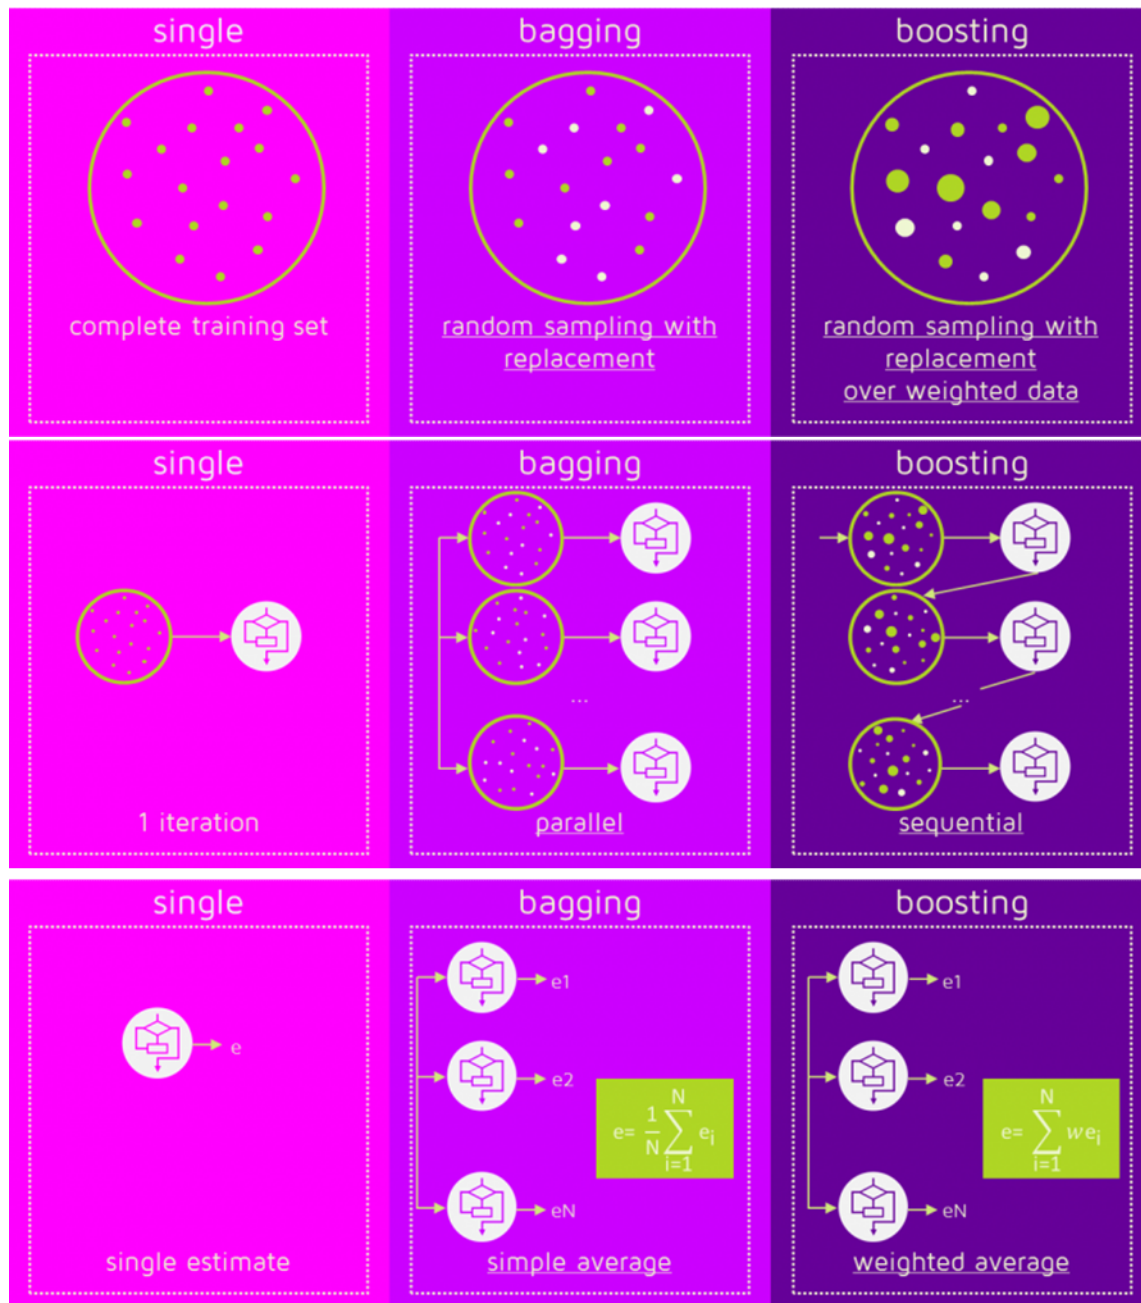 single
bagging
boosting
complete training set
random sampling with
replacement
random sampling with
replacement
over weighted data
single
bagging
boosting
...
...
1 iteration
parallel
sequential
single
bagging
boosting
e
e1
e2
eN
e= 1/N ∑ i=1 N e_i
e1
e2
eN
e= ∑ i=1 N we_i
single estimate
simple average
weighted average